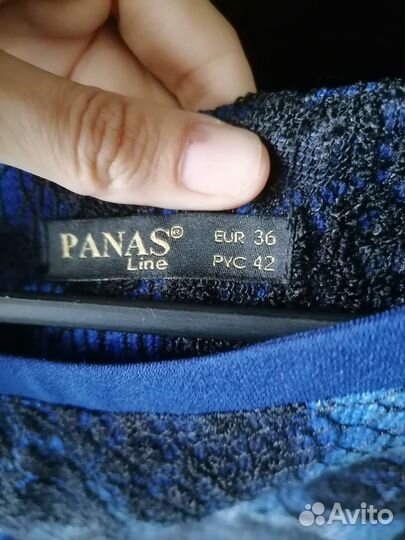 PANAS®
Line
EUR 36
РУС 42
Avito